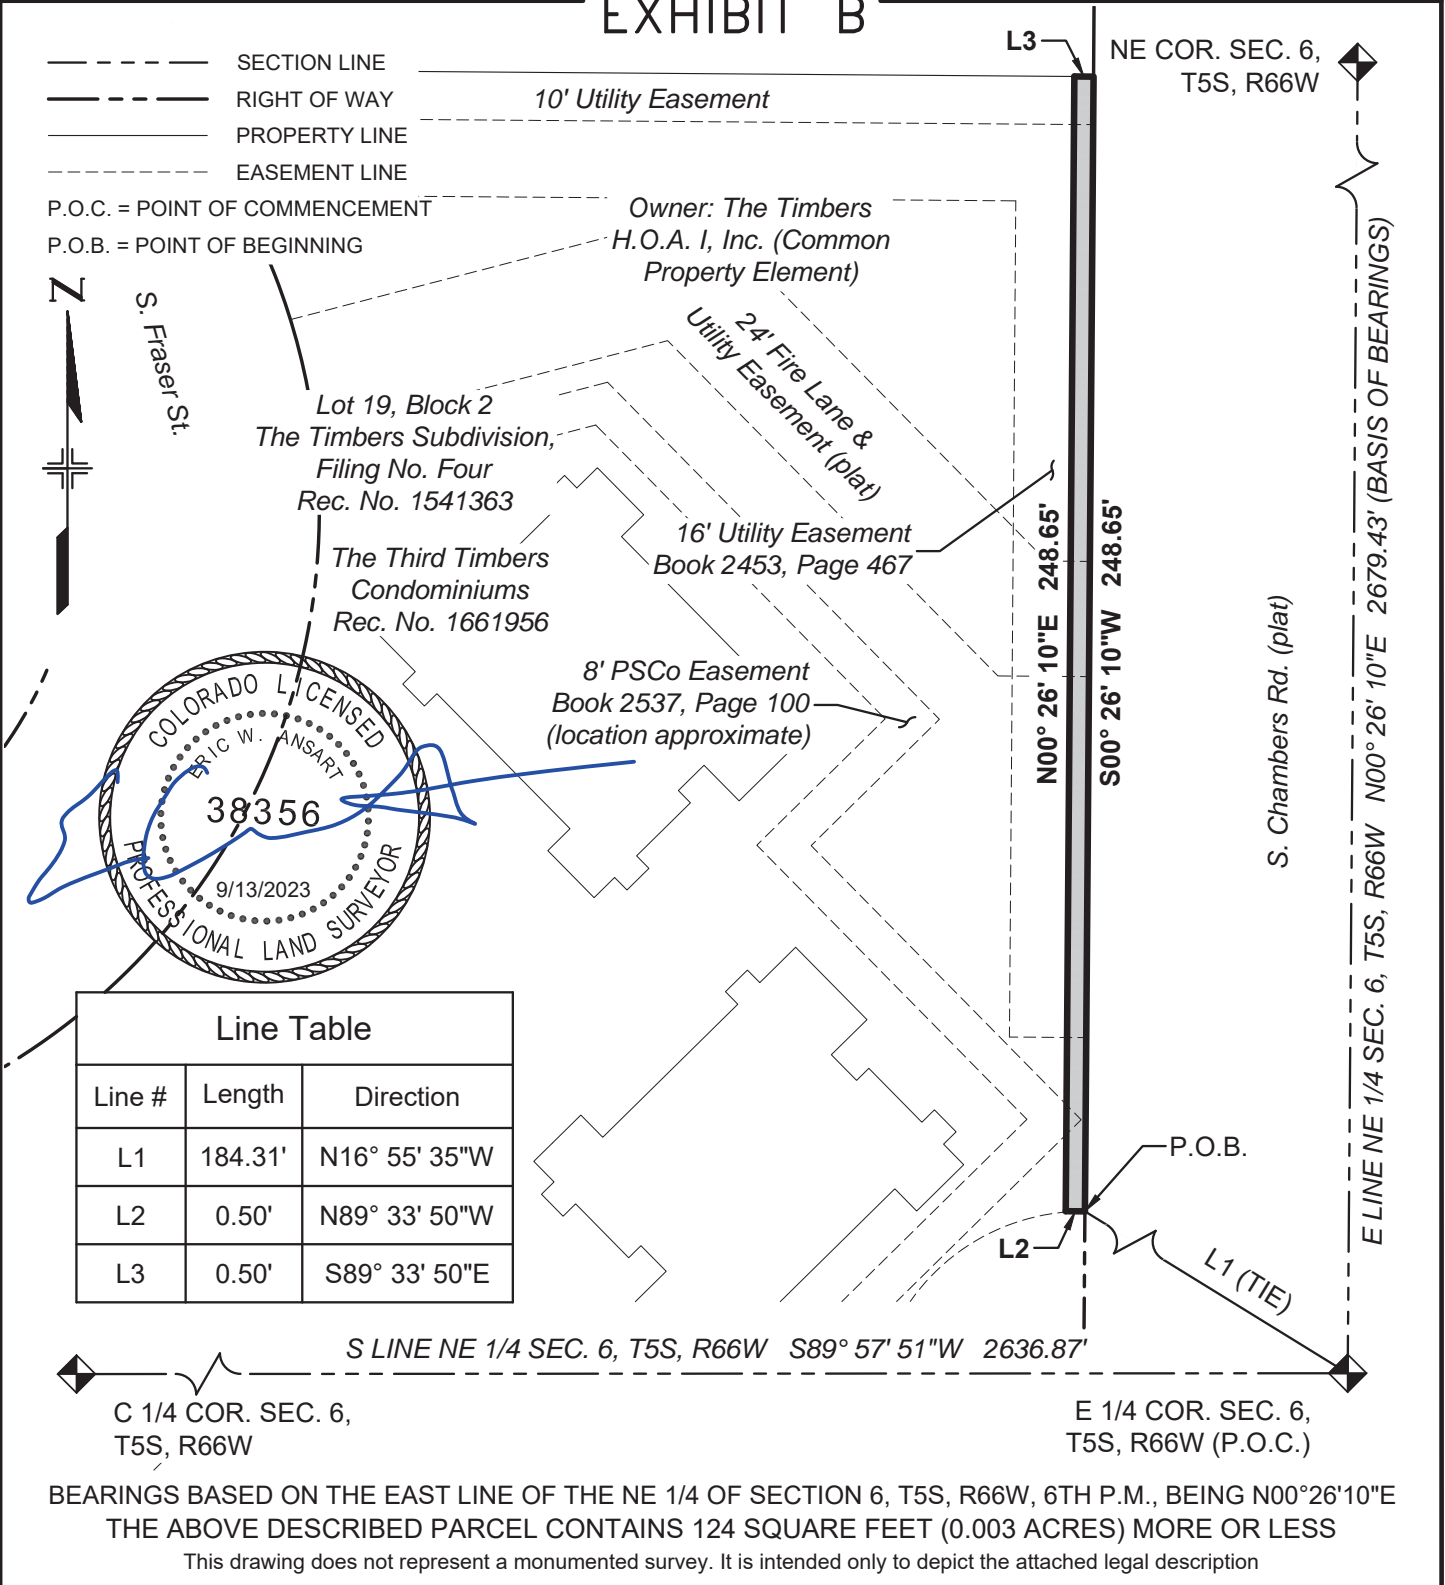 EXHIBIT B
SECTION LINE
RIGHT OF WAY
PROPERTY LINE
EASEMENT LINE
P.O.C. = POINT OF COMMENCEMENT
P.O.B. = POINT OF BEGINNING
N
S. Fraser St.
10' Utility Easement
L3
NE COR. SEC. 6,
T5S, R66W
Owner: The Timbers
H.O.A. I, Inc. (Common
Property Element)
24' Fire Lane &
Utility Easement (plat)
Lot 19, Block 2
The Timbers Subdivision,
Filing No. Four
Rec. No. 1541363
The Third Timbers
Condominiums
Rec. No. 1661956
16' Utility Easement
Book 2453, Page 467
8' PSCo Easement
Book 2537, Page 100
(location approximate)
N00° 26' 10"E 248.65'
S00° 26' 10"W 248.65'
S. Chambers Rd. (plat)
E LINE NE 1/4 SEC. 6, T5S, R66W N00° 26' 10"E 2679.43' (BASIS OF BEARINGS)
COLORADO LICENSED
ERIC W. ANSART
38356
9/13/2023
PROFESSIONAL LAND SURVEYOR
Line Table
Line # Length Direction
L1 184.31' N16° 55' 35"W
L2 0.50' N89° 33' 50"W
L3 0.50' S89° 33' 50"E
P.O.B.
L2
L1 (TIE)
S LINE NE 1/4 SEC. 6, T5S, R66W S89° 57' 51"W 2636.87'
C 1/4 COR. SEC. 6,
T5S, R66W
E 1/4 COR. SEC. 6,
T5S, R66W (P.O.C.)
BEARINGS BASED ON THE EAST LINE OF THE NE 1/4 OF SECTION 6, T5S, R66W, 6TH P.M., BEING N00°26'10"E
THE ABOVE DESCRIBED PARCEL CONTAINS 124 SQUARE FEET (0.003 ACRES) MORE OR LESS
This drawing does not represent a monumented survey. It is intended only to depict the attached legal description